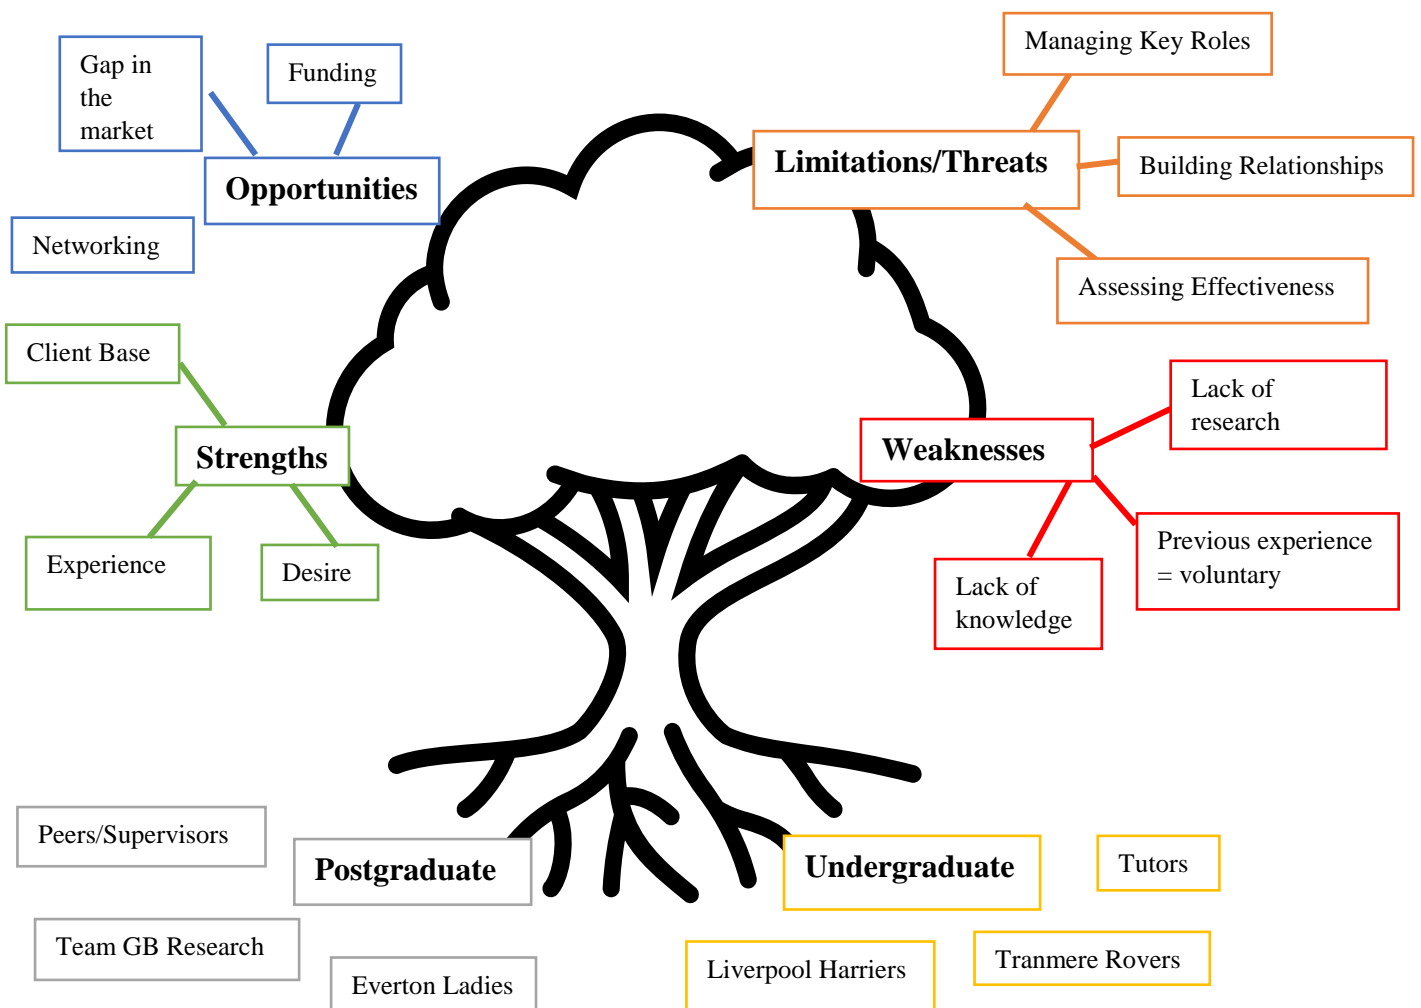 Gap in
the
market
Funding
Opportunities
Networking
Managing Key Roles
Limitations/Threats
Building Relationships
Assessing Effectiveness
Client Base
Strengths
Experience
Desire
Weaknesses
Lack of
research
Previous experience
= voluntary
Lack of
knowledge
Peers/Supervisors
Postgraduate
Team GB Research
Everton Ladies
Undergraduate
Tutors
Liverpool Harriers
Tranmere Rovers